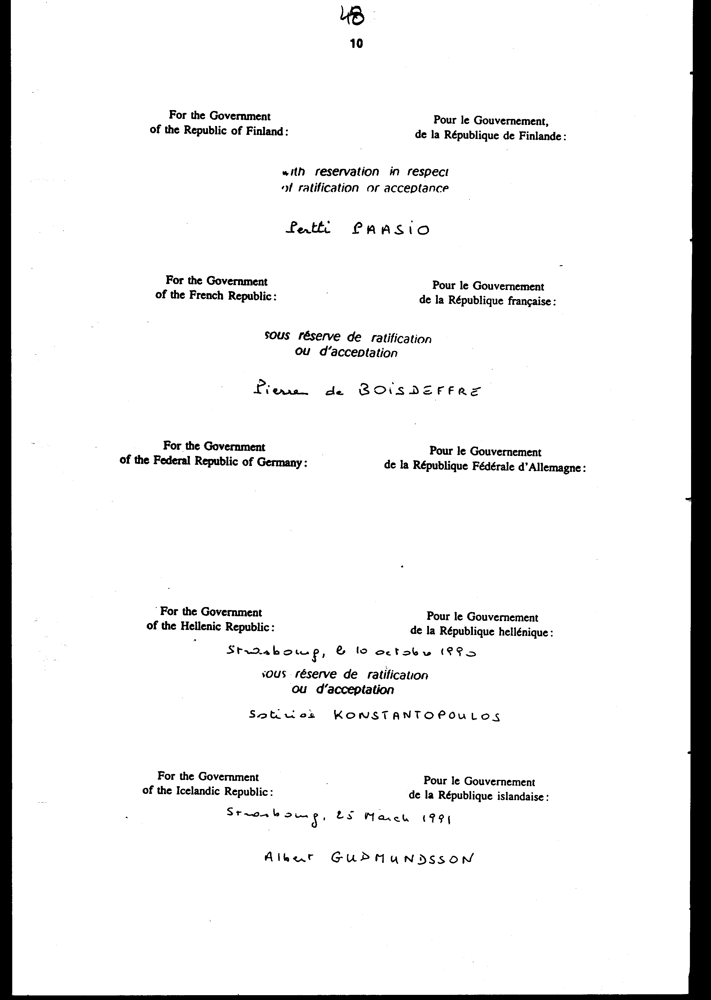 48
10
For the Government
of the Republic of Finland:
Pour le Gouvernement,
de la République de Finlande:
with reservation in respect
of ratification or acceptance
Pertti PAASIO
For the Government
of the French Republic:
Pour le Gouvernement
de la République française:
sous réserve de ratification
ou d'acceptation
Pierre de BOISDEFFRE
For the Government
of the Federal Republic of Germany:
Pour le Gouvernement
de la République Fédérale d'Allemagne:
For the Government
of the Hellenic Republic:
Pour le Gouvernement
de la République hellénique:
Strasbourg, le 10 octobre 1990
sous réserve de ratification
ou d'acceptation
Sotirios KONSTANTOPOULOS
For the Government
of the Icelandic Republic:
Pour le Gouvernement
de la République islandaise:
Strasbourg, 25 March 1991
Albert GUDMUNDSSON